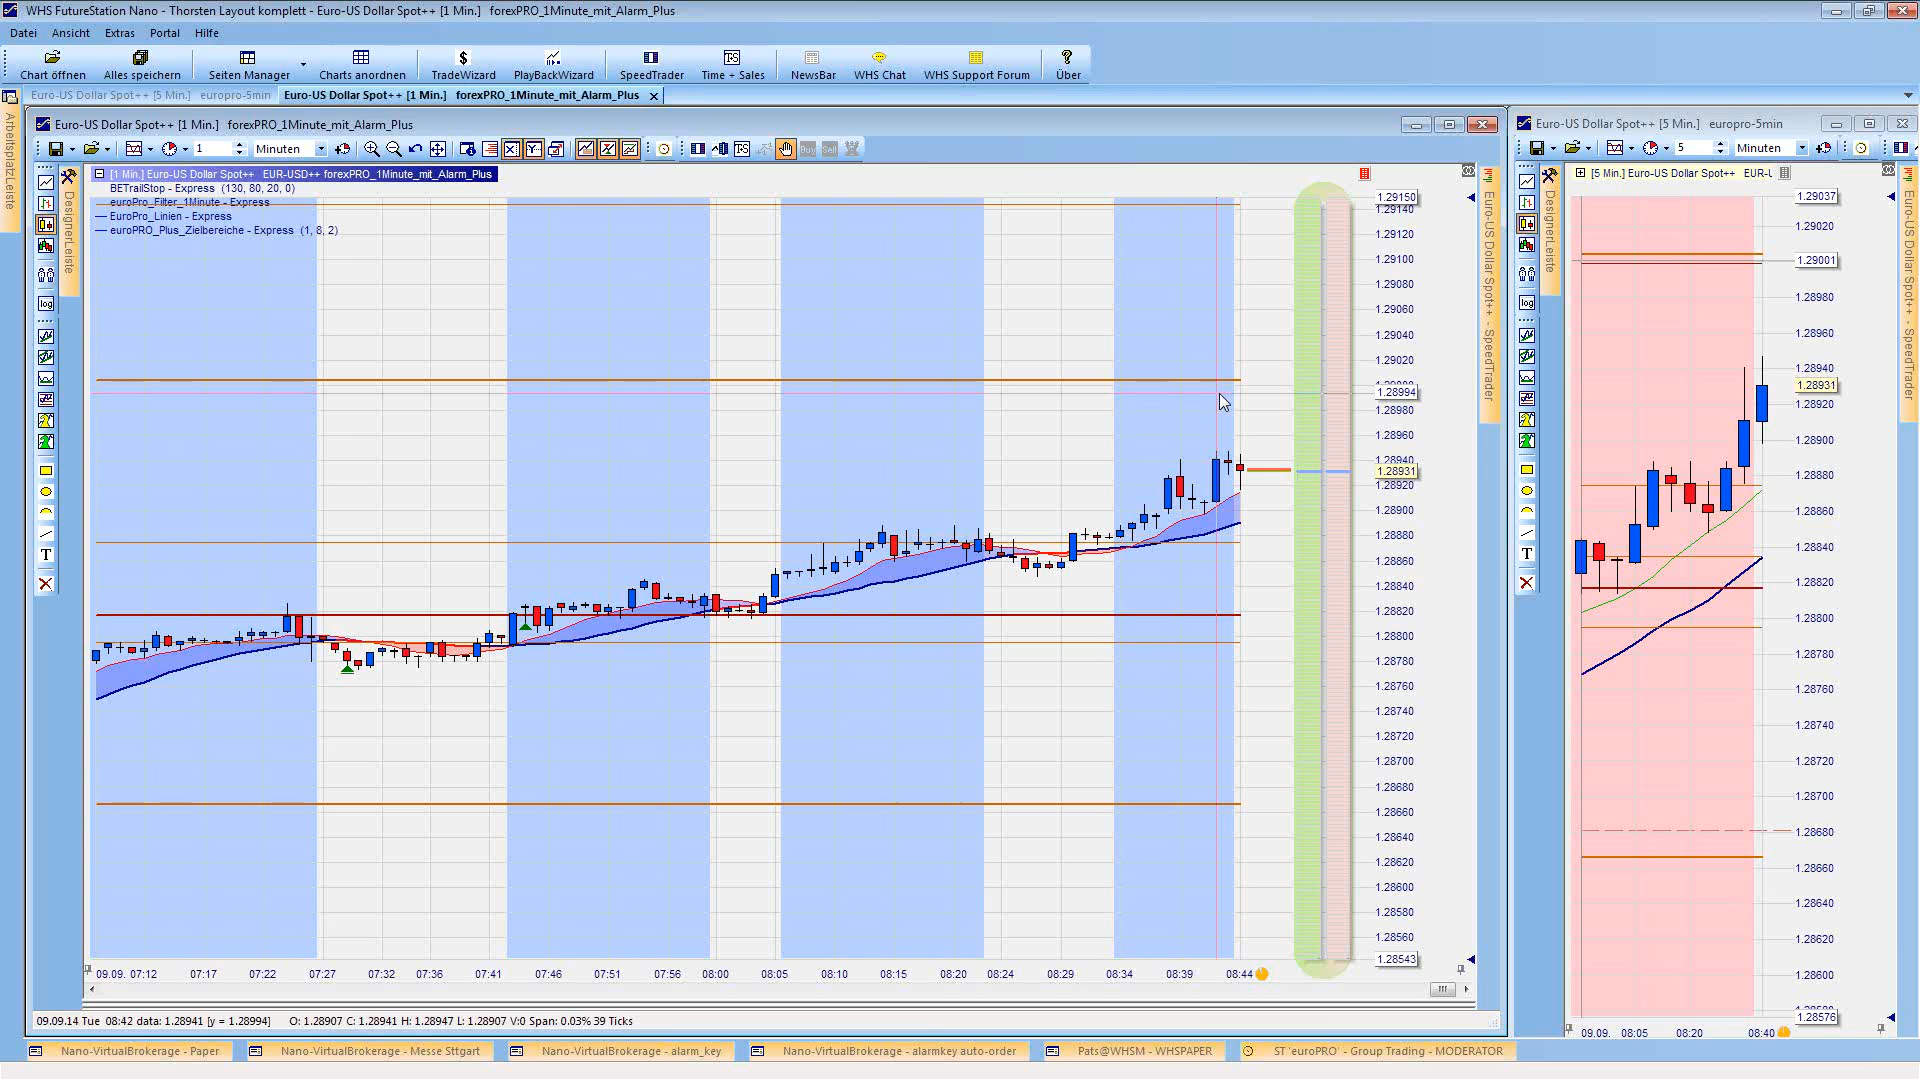 WHS FutureStation Nano - Thorsten Layout komplett - Euro-US Dollar Spot++ [1 Min.] forexPRO_1Minute_mit_Alarm_Plus
Datei Ansicht Extras Portal Hilfe
Chart öffnen Alles speichern Seiten Manager Charts anordnen TradeWizard PlayBackWizard SpeedTrader Time + Sales NewsBar WHS Chat WHS Support Forum Über
Euro-US Dollar Spot++ [5 Min.] europro-5min Euro-US Dollar Spot++ [1 Min.] forexPRO_1Minute_mit_Alarm_Plus
ArbeitsplatzLeiste
Euro-US Dollar Spot++ [1 Min.] forexPRO_1Minute_mit_Alarm_Plus
1 Minuten
Buy Sell
DesignerLeiste
log
T
[1 Min.] Euro-US Dollar Spot++ EUR-USD++ forexPRO_1Minute_mit_Alarm_Plus
BETrailStop - Express (130, 80, 20, 0)
euroPro_Filter_1Minute - Express
EuroPro_Linien - Express
euroPRO_Plus_Zielbereiche - Express (1, 8, 2)
1.29150
1.29140
1.29120
1.29100
1.29080
1.29060
1.29040
1.29020
1.28994
1.28980
1.28960
1.28940
1.28931
1.28920
1.28900
1.28880
1.28860
1.28840
1.28820
1.28800
1.28780
1.28760
1.28740
1.28720
1.28700
1.28680
1.28660
1.28640
1.28620
1.28600
1.28580
1.28560
1.28543
09.09. 07:12 07:17 07:22 07:27 07:32 07:36 07:41 07:46 07:51 07:56 08:00 08:05 08:10 08:15 08:20 08:24 08:29 08:34 08:39 08:44
09.09.14 Tue 08:42 data: 1.28941 [y = 1.28994] O: 1.28907 C: 1.28941 H: 1.28947 L: 1.28907 V:0 Span: 0.03% 39 Ticks
Euro-US Dollar Spot++ - SpeedTrader
Euro-US Dollar Spot++ [5 Min.] europro-5min
5 Minuten
DesignerLeiste
log
T
[5 Min.] Euro-US Dollar Spot++ EUR-U
1.29037
1.29020
1.29001
1.28980
1.28960
1.28940
1.28931
1.28920
1.28900
1.28880
1.28860
1.28840
1.28820
1.28800
1.28780
1.28760
1.28740
1.28720
1.28700
1.28680
1.28660
1.28640
1.28620
1.28600
1.28576
09.09. 08:05 08:20 08:40
Euro-US Dollar Spot++ - SpeedTrader
Nano-VirtualBrokerage - Paper Nano-VirtualBrokerage - Messe Sttgart Nano-VirtualBrokerage - alarm_key Nano-VirtualBrokerage - alarmkey auto-order Pats@WHSM - WHSPAPER ST 'euroPRO' - Group Trading - MODERATOR